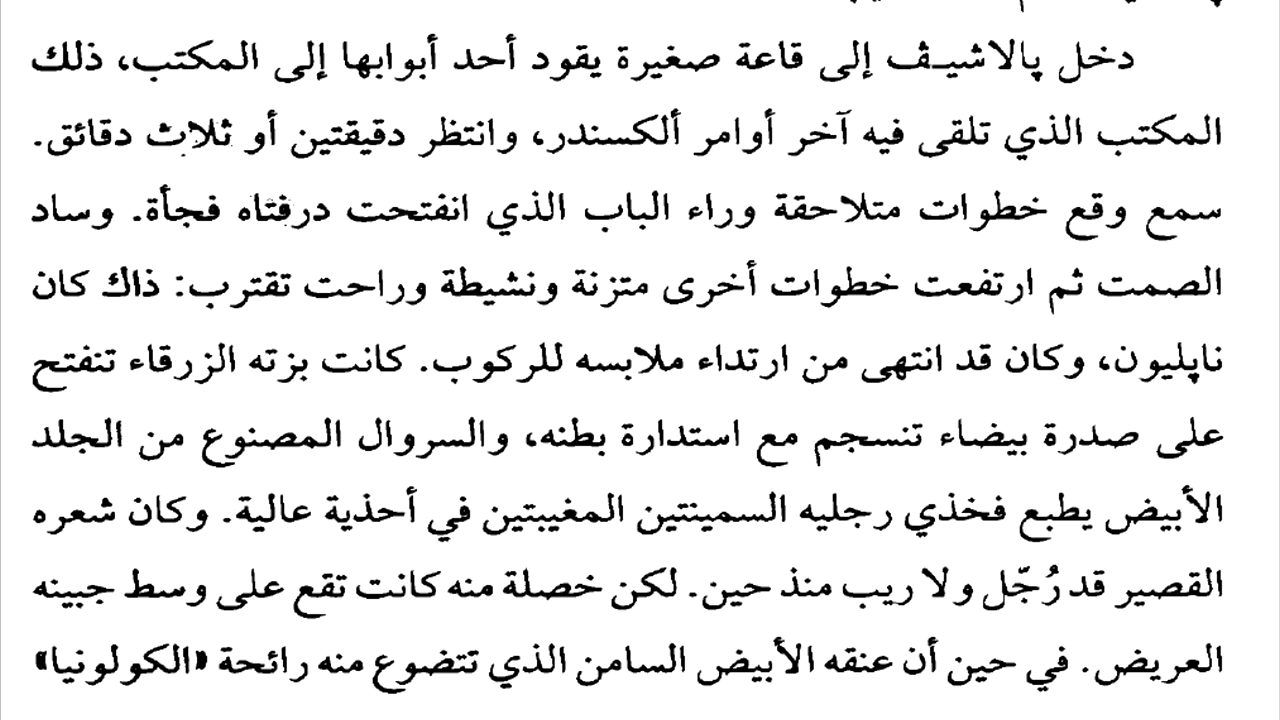 دخل پالاشيـڤ إلى قاعة صغيرة يقود أحد أبوابها إلى المكتب، ذلك
المكتب الذي تلقى فيه آخر أوامر ألكسندر، وانتظر دقيقتين أو ثلاث دقائق.
سمع وقع خطوات متلاحقة وراء الباب الذي انفتحت درفتاه فجأة. وساد
الصمت ثم ارتفعت خطوات أخرى متزنة ونشيطة وراحت تقترب: ذاك كان
ناپليون، وكان قد انتهى من ارتداء ملابسه للركوب. كانت بزته الزرقاء تنفتح
على صدرة بيضاء تنسجم مع استدارة بطنه، والسروال المصنوع من الجلد
الأبيض يطبع فخذي رجليه السمينتين المغيبتين في أحذية عالية. وكان شعره
القصير قد رُجّل ولا ريب منذ حين. لكن خصلة منه كانت تقع على وسط جبينه
العريض. في حين أن عنقه الأبيض السامن الذي تتضوع منه رائحة «الكولونيا»